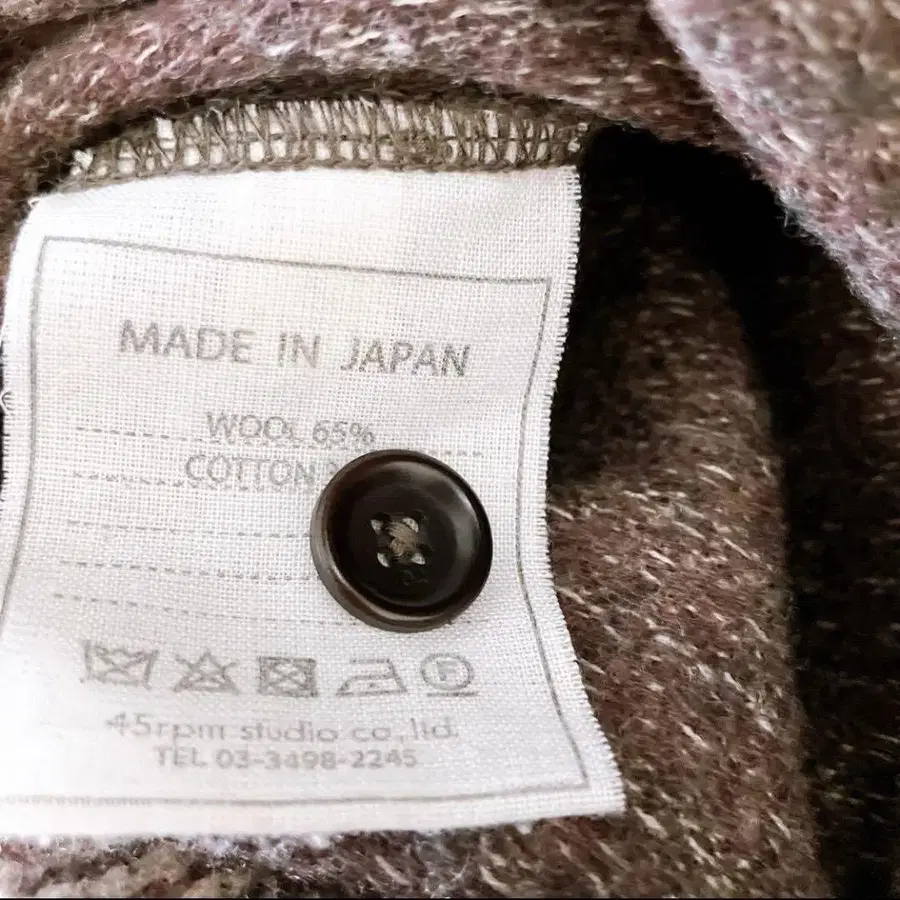 MADE IN JAPAN
WOOL 65%
COTTON
45rpm studio co.,ltd.
TEL 03-3498-2245